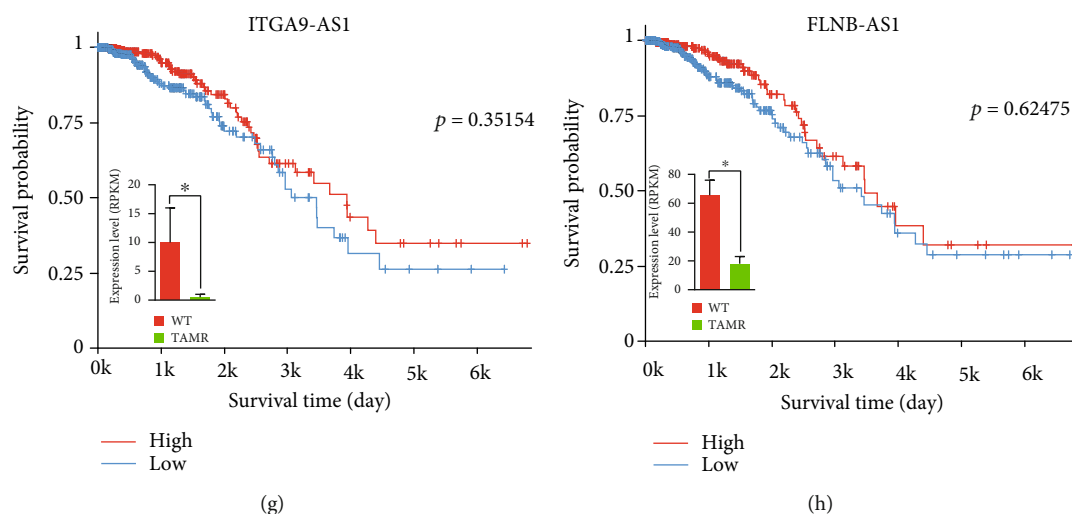 ITGA9-AS1
1
0.75
0.50
0.25
0
Survival probability
p = 0.35154
20
15
10
5
0
Expression level (RPKM)
*
WT
TAMR
0k 1k 2k 3k 4k 5k 6k
Survival time (day)
High
Low
(g)
FLNB-AS1
1
0.75
0.50
0.25
0
Survival probability
p = 0.62475
80
60
40
20
0
Expression level (RPKM)
*
WT
TAMR
0k 1k 2k 3k 4k 5k 6k
Survival time (day)
High
Low
(h)